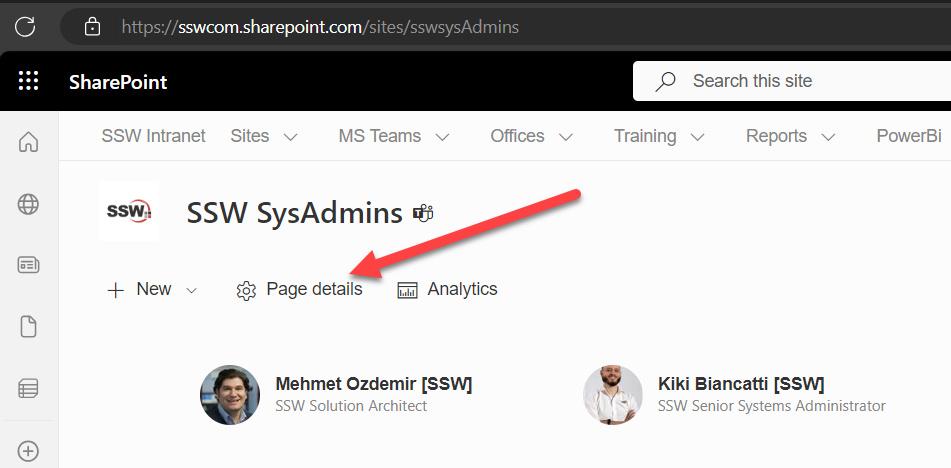 https://sswcom.sharepoint.com/sites/sswsysAdmins
SharePoint
Search this site
SSW Intranet Sites MS Teams Offices Training Reports PowerBi
SSW
SSW SysAdmins
New Page details Analytics
Mehmet Ozdemir [SSW]
SSW Solution Architect
Kiki Biancatti [SSW]
SSW Senior Systems Administrator